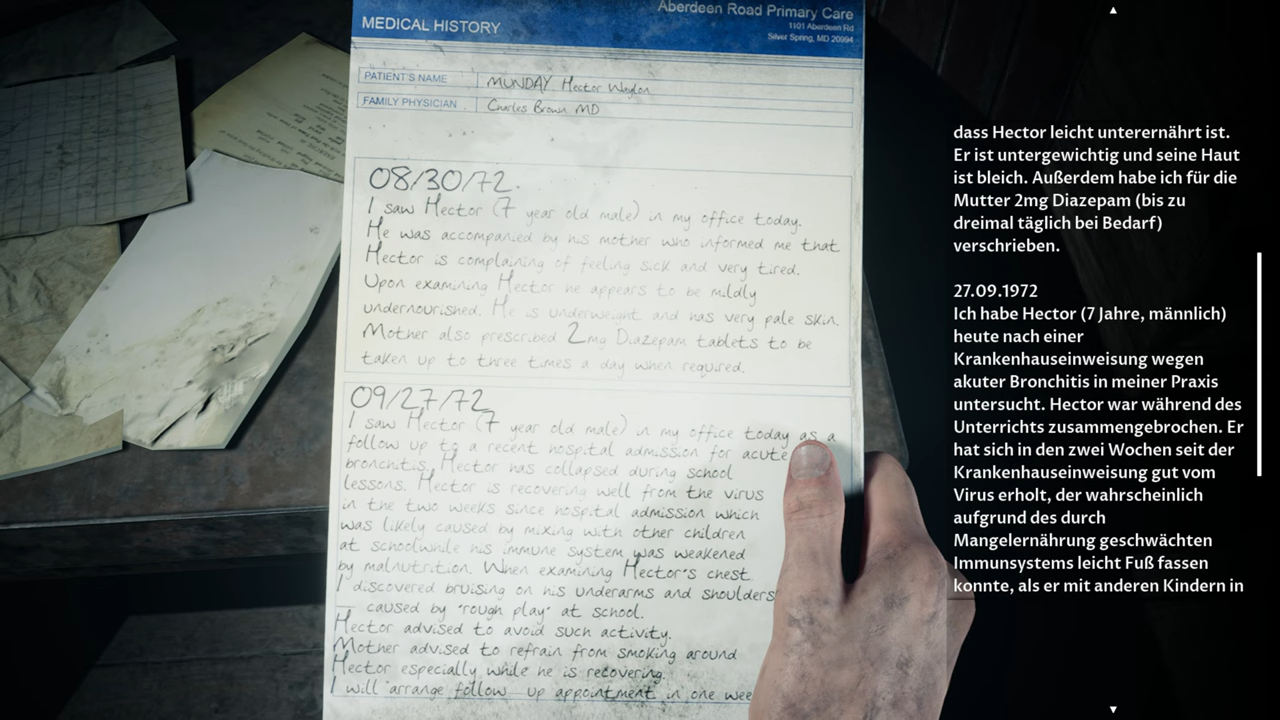 MEDICAL HISTORY
Aberdeen Road Primary Care
1101 Aberdeen Rd
Silver Spring, MD 20994
PATIENT'S NAME MUNDAY Hector Waylon
FAMILY PHYSICIAN Charles Brown MD
08/30/72.
I saw Hector (7 year old male) in my office today.
He was accompanied by his mother who informed me that
Hector is complaining of feeling sick and very tired.
Upon examining Hector he appears to be mildly
undernourished. He is underweight and has very pale skin.
Mother also prescribed 2mg Diazepam tablets to be
taken up to three times a day when required.
09/27/72
I saw Hector (7 year old male) in my office today as a
follow up to a recent hospital admission for acute
bronchitis. Hector has collapsed during school
lessons. Hector is recovering well from the virus
in the two weeks since hospital admission which
was likely caused by mixing with other children
at schoolwhile his immune system was weakened
by malnutrition. When examining Hector's chest
I discovered bruising on his underarms and shoulders
— caused by "rough play" at school.
Hector advised to avoid such activity.
Mother advised to refrain from smoking around
Hector especially while he is recovering.
I will arrange follow up appointment in one wee
dass Hector leicht unterernährt ist.
Er ist untergewichtig und seine Haut
ist bleich. Außerdem habe ich für die
Mutter 2mg Diazepam (bis zu
dreimal täglich bei Bedarf)
verschrieben.
27.09.1972
Ich habe Hector (7 Jahre, männlich)
heute nach einer
Krankenhauseinweisung wegen
akuter Bronchitis in meiner Praxis
untersucht. Hector war während des
Unterrichts zusammengebrochen. Er
hat sich in den zwei Wochen seit der
Krankenhauseinweisung gut vom
Virus erholt, der wahrscheinlich
aufgrund des durch
Mangelernährung geschwächten
Immunsystems leicht Fuß fassen
konnte, als er mit anderen Kindern in